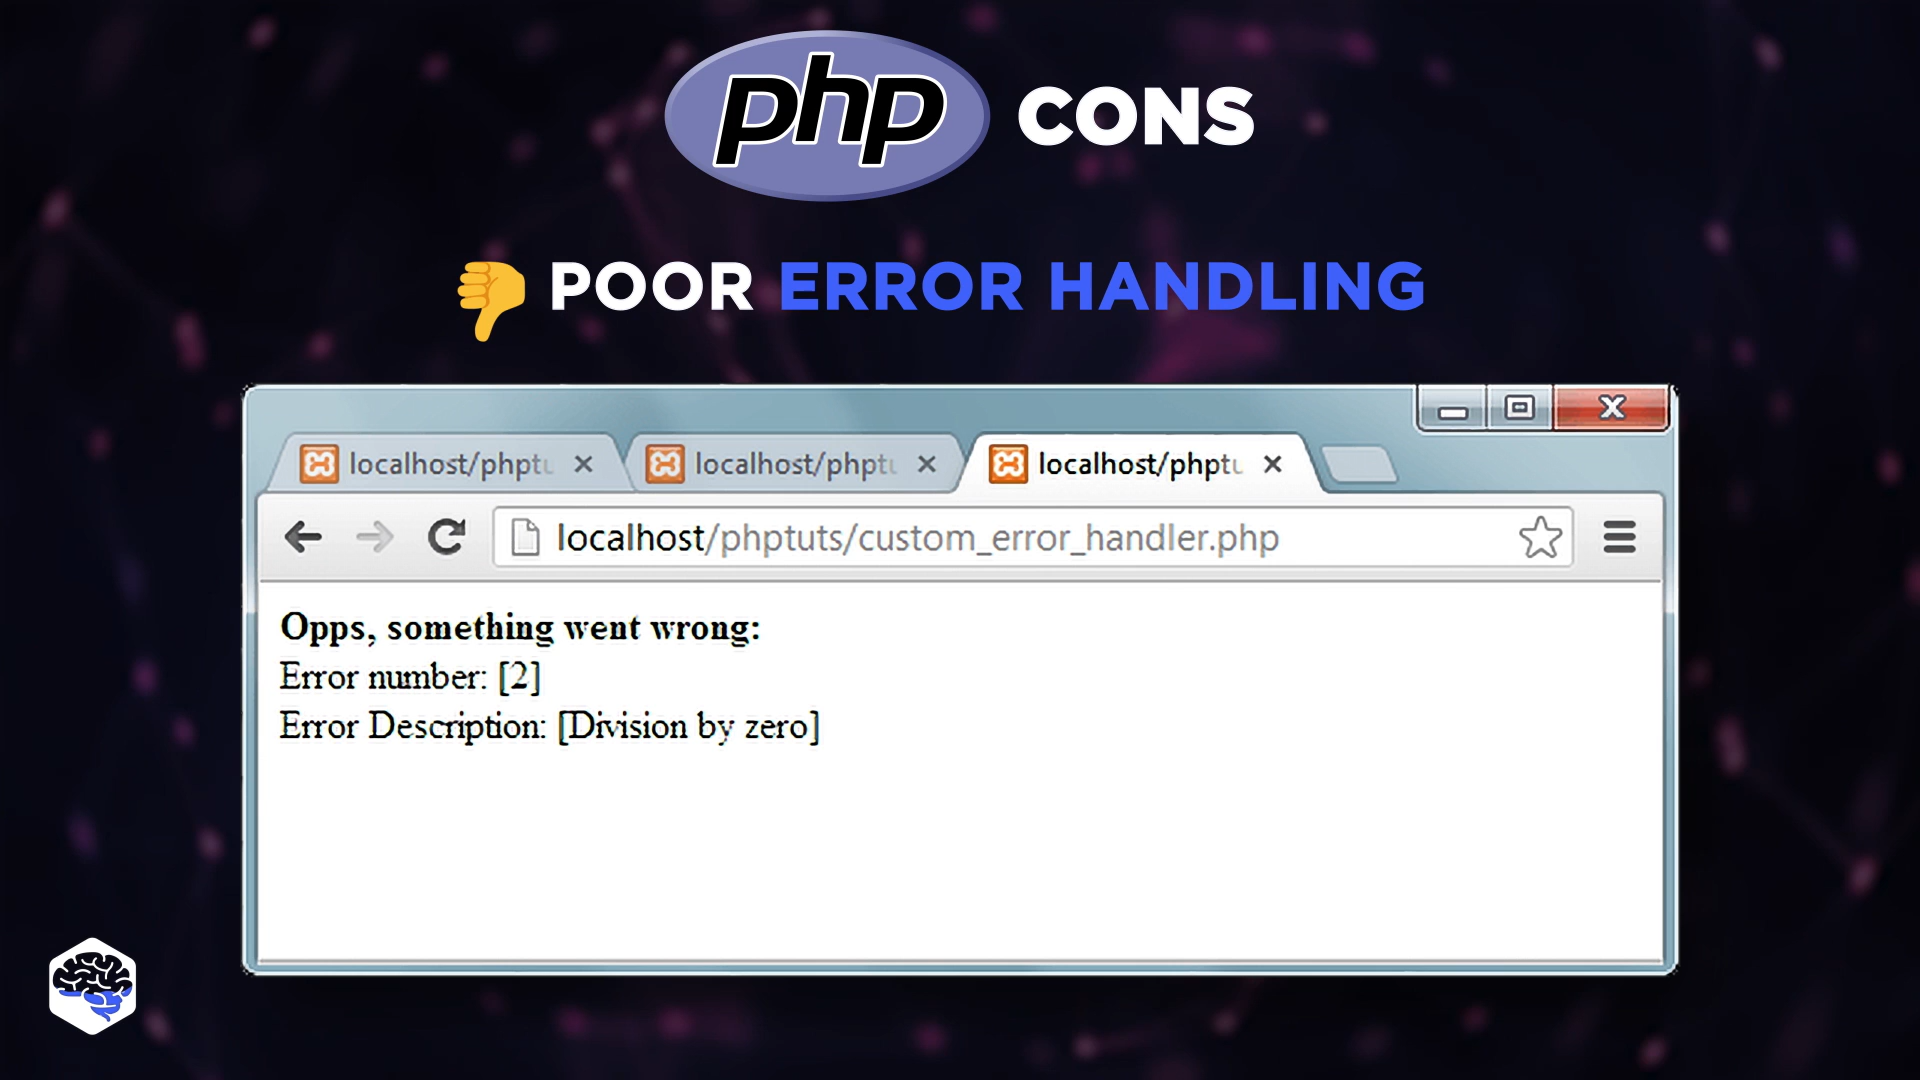 php CONS
👎 POOR ERROR HANDLING
localhost/phptu localhost/phptu localhost/phptu
localhost/phptuts/custom_error_handler.php
Opps, something went wrong:
Error number: [2]
Error Description: [Division by zero]